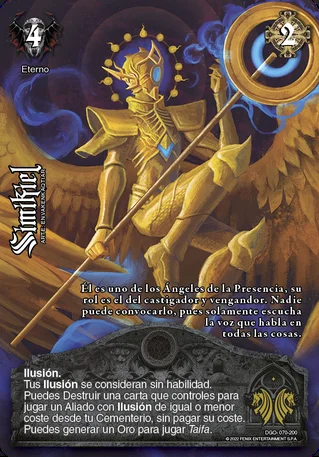 4
2
Eterno
Simikiel
Él es uno de los Ángeles de la Presencia, su
rol es el del castigador y vengandor. Nadie
puede convocarlo, pues solamente escucha
la voz que habla en
todas las cosas.
Ilusión.
Tus Ilusión se consideran sin habilidad.
Puedes Destruir una carta que controles para
jugar un Aliado con Ilusión de igual o menor
coste desde tu Cementerio, sin pagar su coste.
Puedes generar un Oro para jugar Taifa.
DGO- 070-200
© 2022 FENIX ENTERTAINMENT S.P.A.